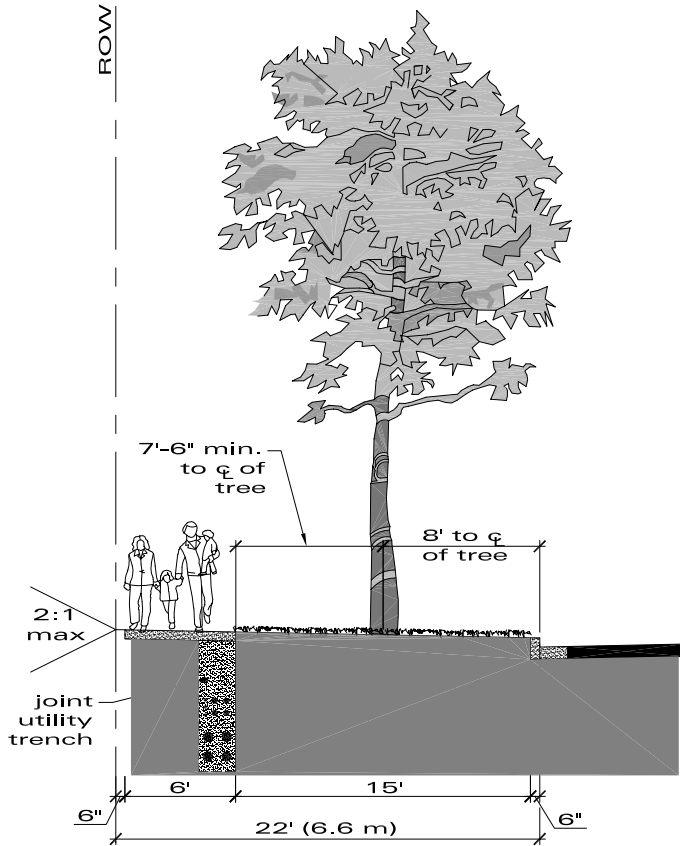 ROW
7'-6" min.
to ℄ of
tree
8' to ℄
of tree
2:1
max
joint
utility
trench
6'
15'
6"
6"
22' (6.6 m)